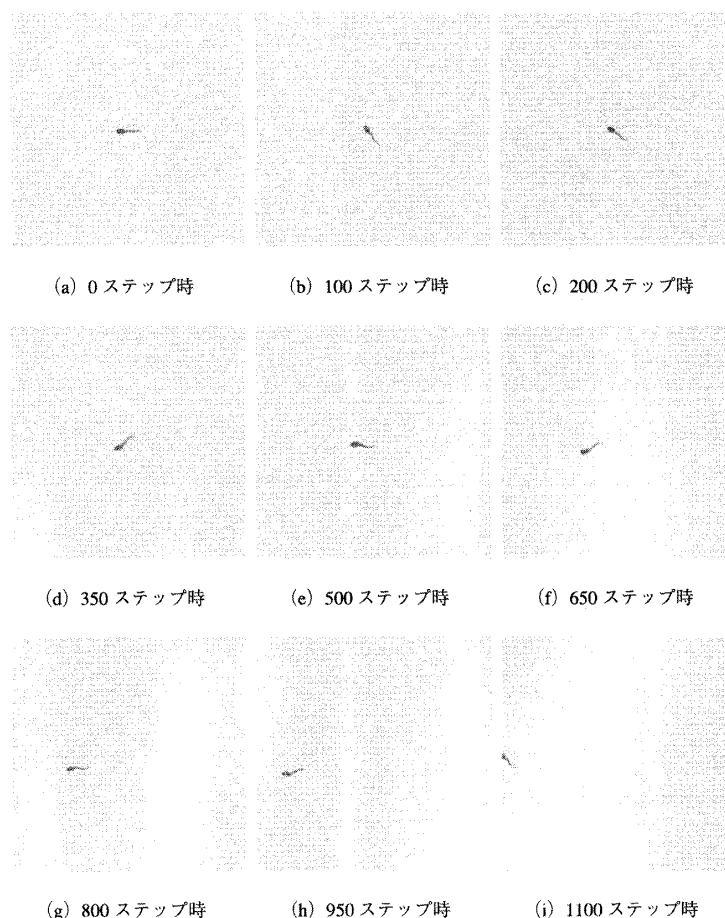 (a) 0 ステップ時 (b) 100 ステップ時 (c) 200 ステップ時
(d) 350 ステップ時 (e) 500 ステップ時 (f) 650 ステップ時
(g) 800 ステップ時 (h) 950 ステップ時 (i) 1100 ステップ時